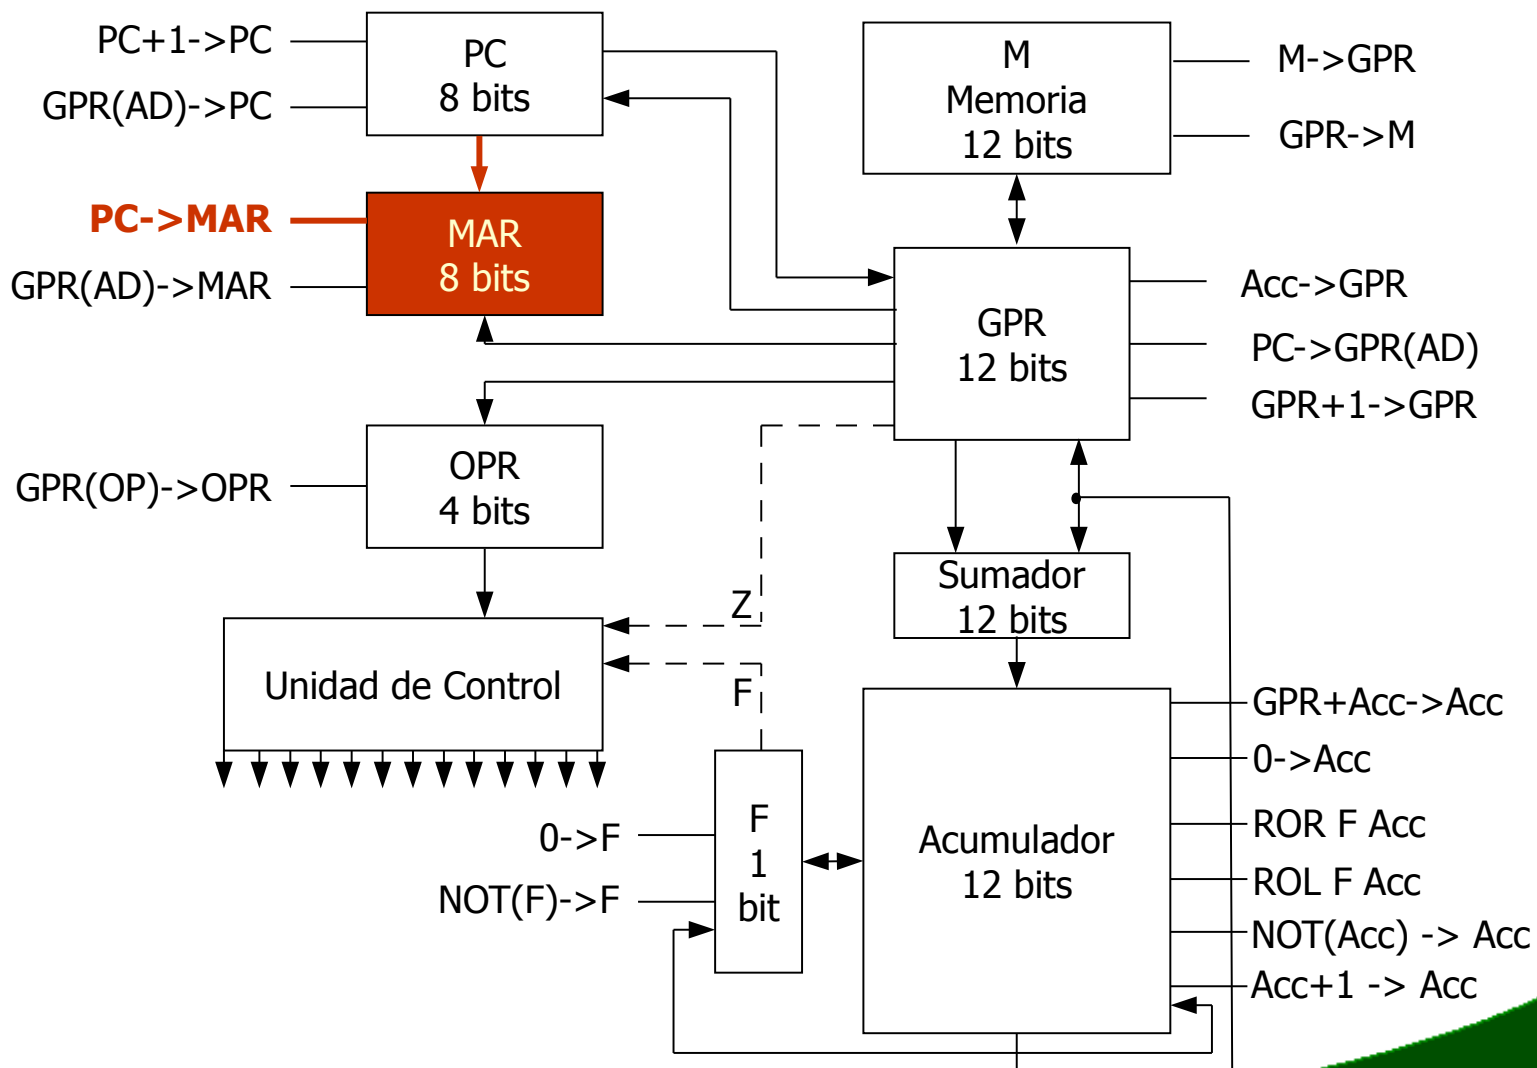 PC+1->PC
GPR(AD)->PC
PC
8 bits
M
Memoria
12 bits
M->GPR
GPR->M
PC->MAR
GPR(AD)->MAR
MAR
8 bits
GPR
12 bits
Acc->GPR
PC->GPR(AD)
GPR+1->GPR
GPR(OP)->OPR
OPR
4 bits
Sumador
12 bits
Z
F
Unidad de Control
0->F
NOT(F)->F
F
1
bit
Acumulador
12 bits
GPR+Acc->Acc
0->Acc
ROR F Acc
ROL F Acc
NOT(Acc) -> Acc
Acc+1 -> Acc